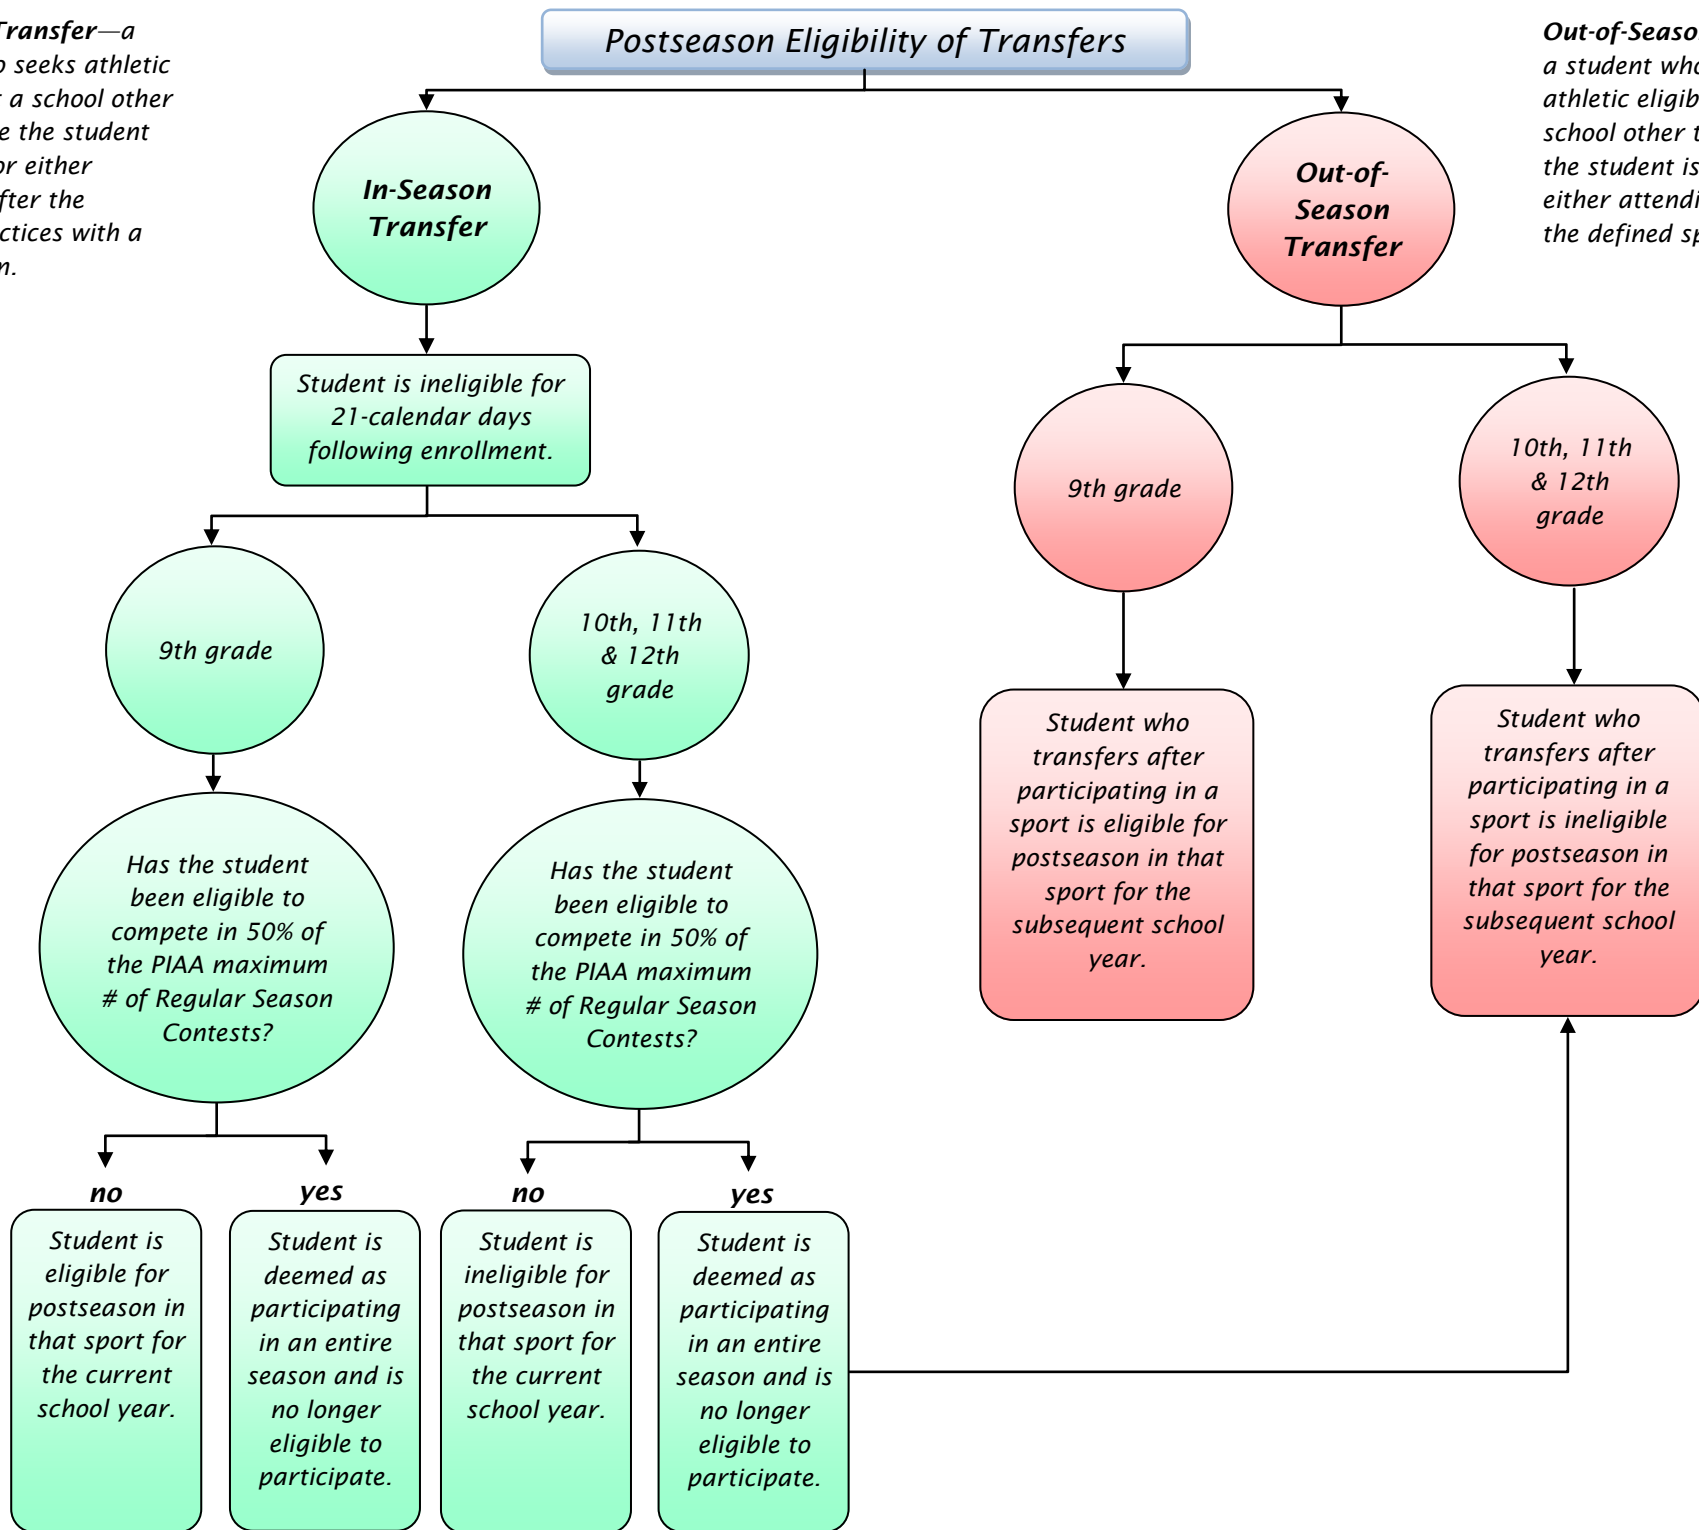 Postseason Eligibility of Transfers
Transfer—a
seeks athletic
a school other
the student
or either
the
with a
a student
athletic
school other
the student is
either
the defined
In-Season
Transfer
Out-of-
Season
Transfer
Student is ineligible for
21-calendar days
following enrollment.
9th grade
10th, 11th
& 12th
grade
9th grade
10th, 11th
& 12th
grade
Has the student
been eligible to
compete in 50% of
the PIAA maximum
# of Regular Season
Contests?
Has the student
been eligible to
compete in 50% of
the PIAA maximum
# of Regular Season
Contests?
Student who
transfers after
participating in a
sport is eligible for
postseason in that
sport for the
subsequent school
year.
Student who
transfers after
participating in a
sport is ineligible
for postseason in
that sport for the
subsequent school
year.
no
yes
no
yes
Student is
eligible for
postseason in
that sport for
the current
school year.
Student is
deemed as
participating
in an entire
season and is
no longer
eligible to
participate.
Student is
ineligible for
postseason in
that sport for
the current
school year.
Student is
deemed as
participating
in an entire
season and is
no longer
eligible to
participate.